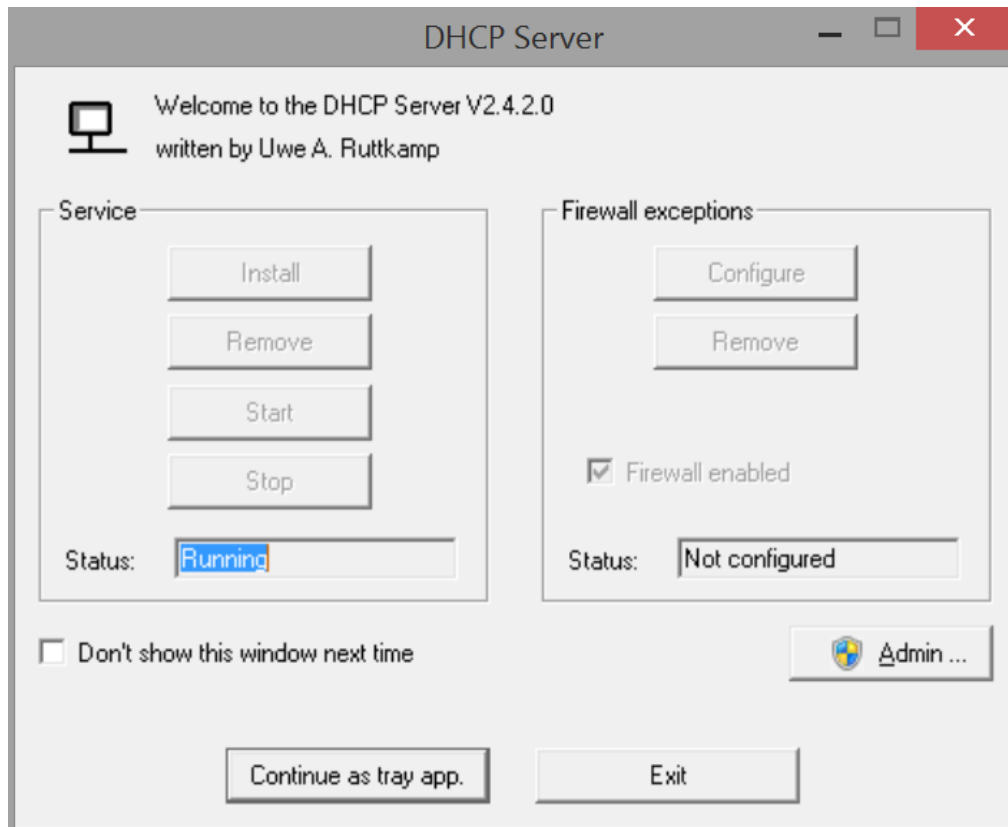 DHCP Server
Welcome to the DHCP Server V2.4.2.0
written by Uwe A. Ruttkamp
Service
Install
Remove
Start
Stop
Status: Running
Firewall exceptions
Configure
Remove
Firewall enabled
Status: Not configured
Don't show this window next time
Admin ...
Continue as tray app.
Exit